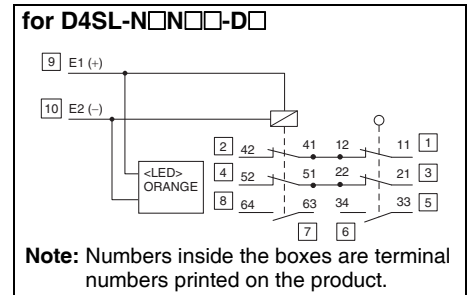 for D4SL-N□N□□-D□
9 E1 (+)
10 E2 (−)
<LED>
ORANGE
2 42 41 12 11 1
4 52 51 22 21 3
8 64 63 34 33 5
7 6
Note: Numbers inside the boxes are terminal
numbers printed on the product.